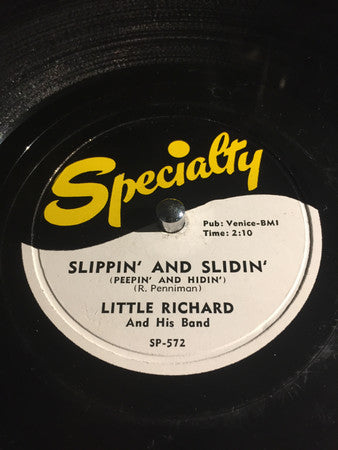 Specialty
Pub: Venice-BMI
Time: 2:10
SLIPPIN' AND SLIDIN'
(PEEPIN' AND HIDIN')
(R. Penniman)
LITTLE RICHARD
And His Band
SP-572